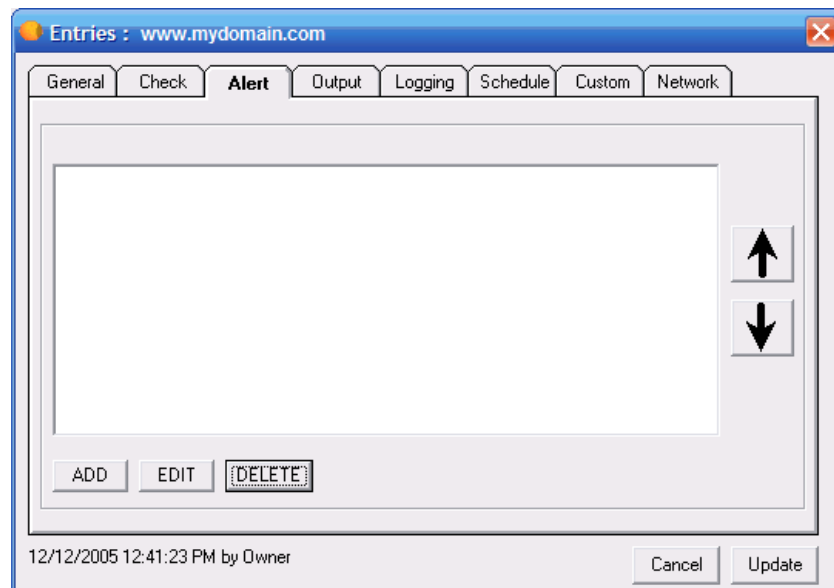 Entries : www.mydomain.com
General Check Alert Output Logging Schedule Custom Network
ADD EDIT DELETE
12/12/2005 12:41:23 PM by Owner
Cancel Update